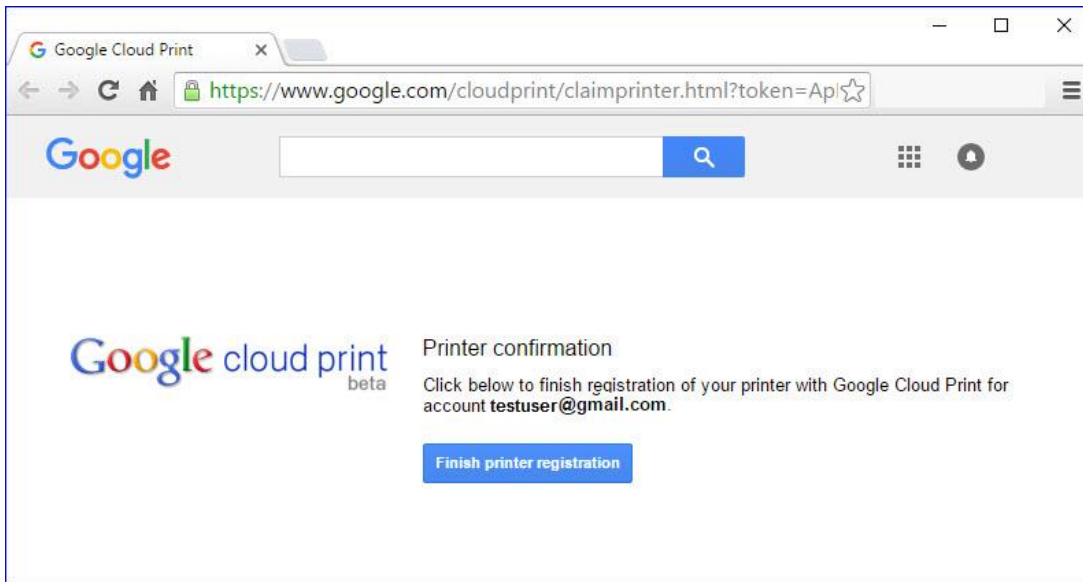 Google Cloud Print
https://www.google.com/cloudprint/claimprinter.html?token=Apl
Google
Google cloud print
beta
Printer confirmation
Click below to finish registration of your printer with Google Cloud Print for
account testuser@gmail.com.
Finish printer registration